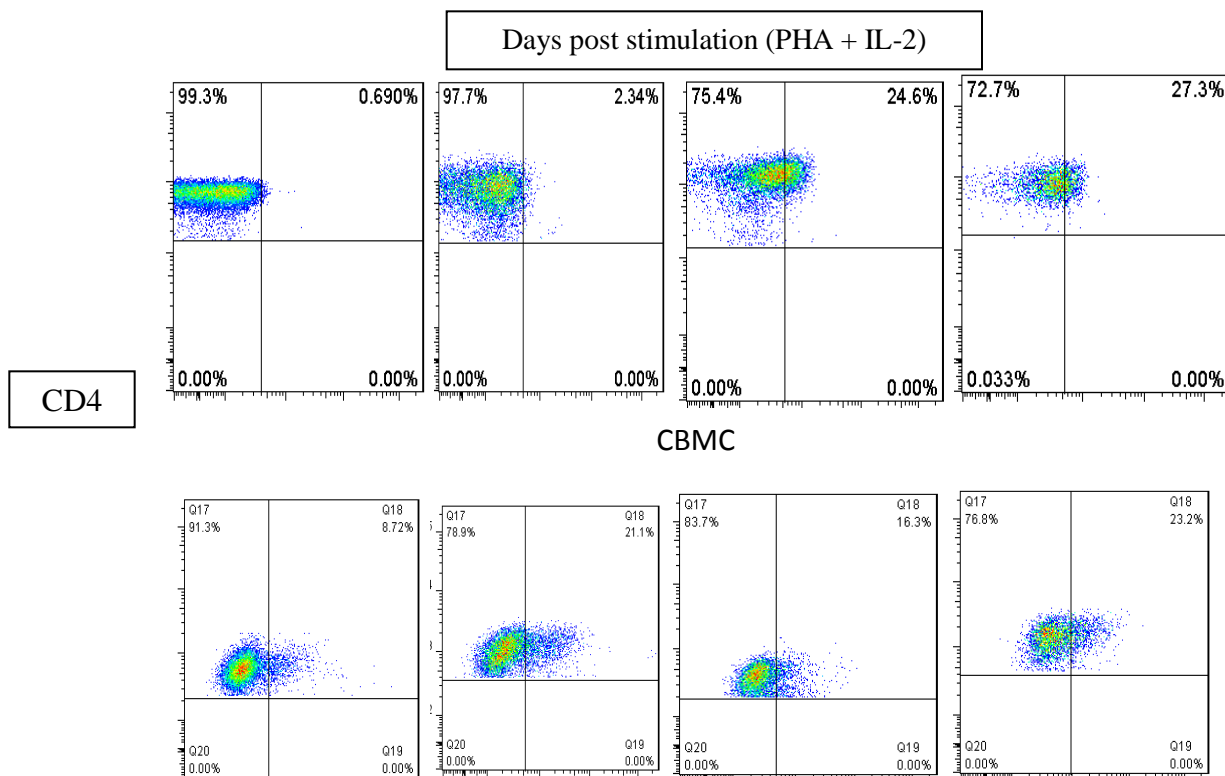 Days post stimulation (PHA + IL-2)
99.3% 0.690%
0.00% 0.00%
97.7% 2.34%
0.00% 0.00%
75.4% 24.6%
0.00% 0.00%
72.7% 27.3%
0.033% 0.00%
CD4
CBMC
Q17 Q18
91.3% 8.72%
Q20 Q19
0.00% 0.00%
Q17 Q18
78.9% 21.1%
Q20 Q19
0.00% 0.00%
Q17 Q18
83.7% 16.3%
Q20 Q19
0.00% 0.00%
Q17 Q18
76.8% 23.2%
Q20 Q19
0.00% 0.00%